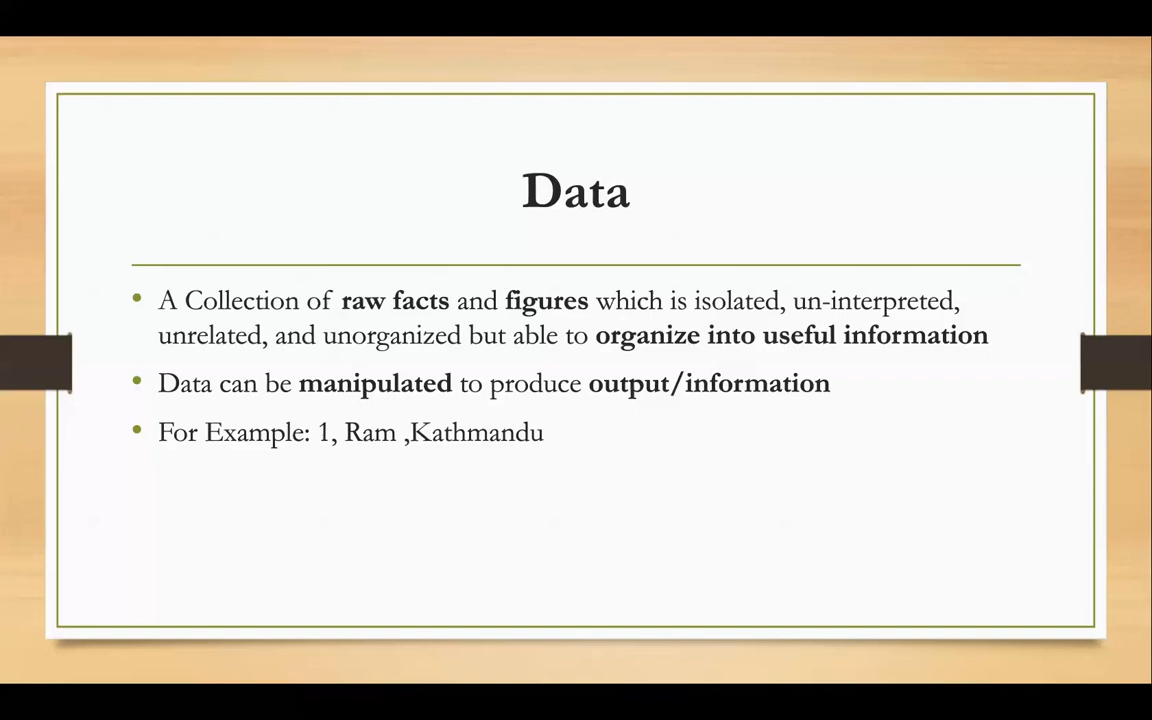 Data
• A Collection of raw facts and figures which is isolated, un-interpreted,
unrelated, and unorganized but able to organize into useful information
• Data can be manipulated to produce output/information
• For Example: 1, Ram ,Kathmandu